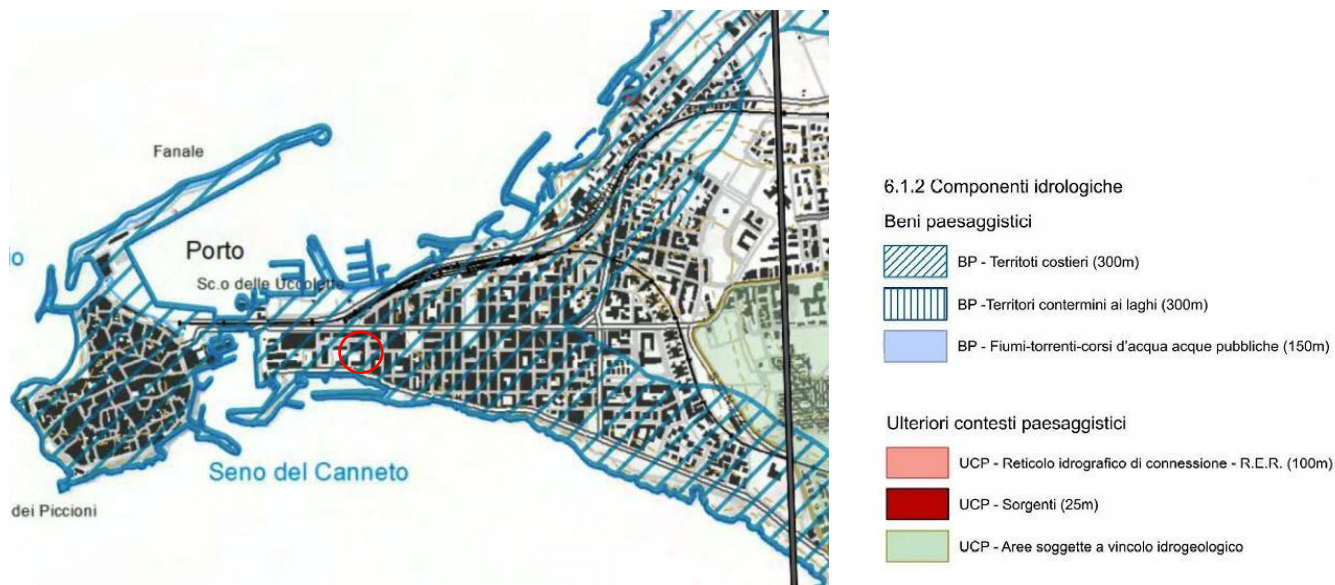 Fanale
o
Porto
Sc.o delle Uccolette
Seno del Canneto
dei Piccioni
6.1.2 Componenti idrologiche
Beni paesaggistici
BP - Territoti costieri (300m)
BP -Territori contermini ai laghi (300m)
BP - Fiumi-torrenti-corsi d'acqua acque pubbliche (150m)
Ulteriori contesti paesaggistici
UCP - Reticolo idrografico di connessione - R.E.R. (100m)
UCP - Sorgenti (25m)
UCP - Aree soggette a vincolo idrogeologico